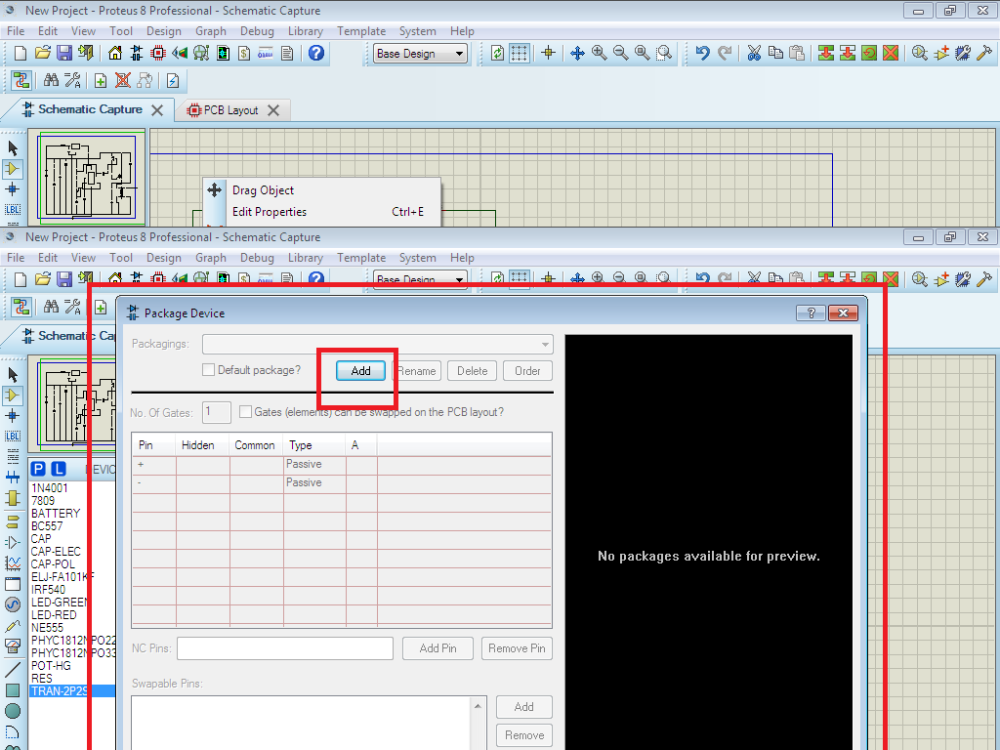 New Project - Proteus 8 Professional - Schematic Capture
File Edit View Tool Design Graph Debug Library Template System Help
Base Design
Schematic Capture PCB Layout
LBL
Drag Object
Edit Properties Ctrl+E
New Project - Proteus 8 Professional - Schematic Capture
File Edit View Tool Design Graph Debug Library Template System Help
Base Design
Schematic Ca
Package Device
Packagings:
Default package? Add Rename Delete Order
No. Of Gates: 1 Gates (elements) can be swapped on the PCB layout?
LBL
Pin Hidden Common Type A
+ Passive
- Passive
P L DEVIC
1N4001
7809
BATTERY
BC557
CAP
CAP-ELEC
CAP-POL
ELJ-FA101KF
IRF540
LED-GREEN
LED-RED
NE555
PHYC1812NPO22
PHYC1812NPO33
POT-HG
RES
TRAN-2P2S
No packages available for preview.
NC Pins: Add Pin Remove Pin
Swapable Pins:
Add
Remove